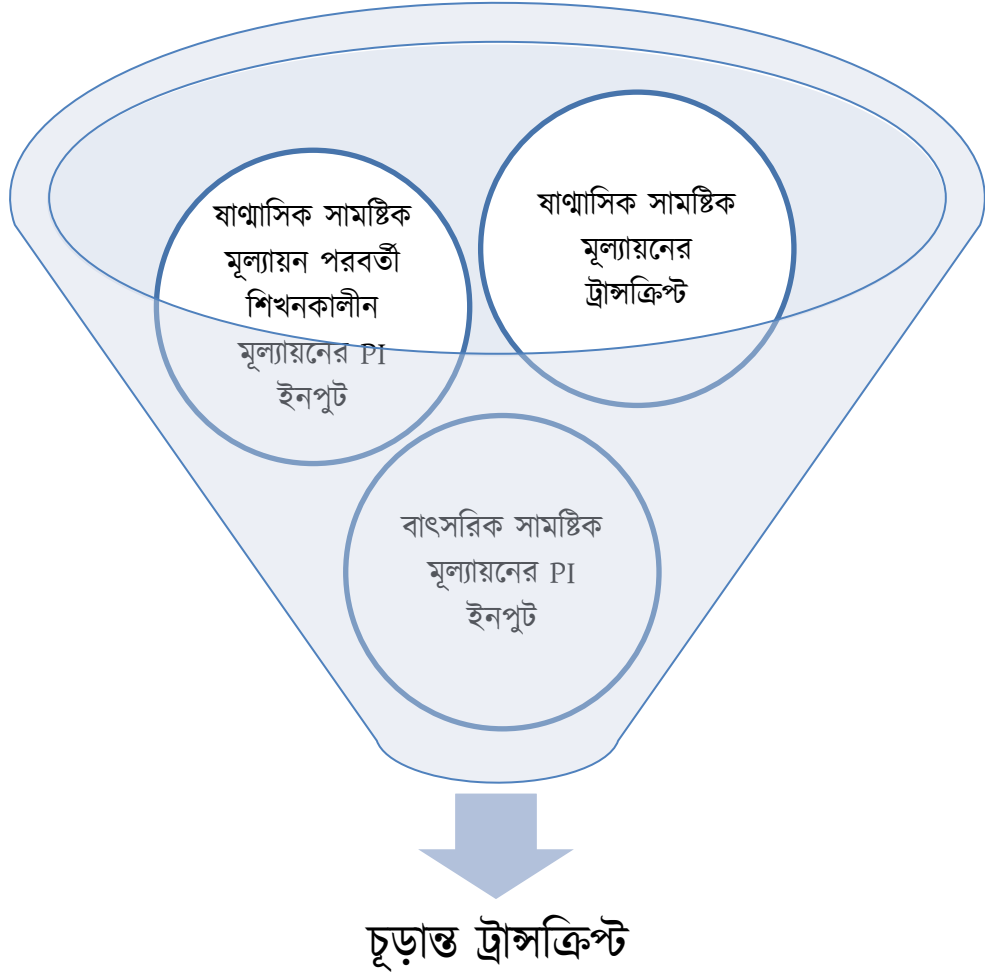 ষাণ্মাসিক সামষ্টিক
মূল্যায়ন পরবর্তী
শিখনকালীন
মূল্যায়নের PI
ইনপুট
ষাণ্মাসিক সামষ্টিক
মূল্যায়নের
ট্রান্সক্রিপ্ট
বাৎসরিক সামষ্টিক
মূল্যায়নের PI
ইনপুট
চূড়ান্ত ট্রান্সক্রিপ্ট